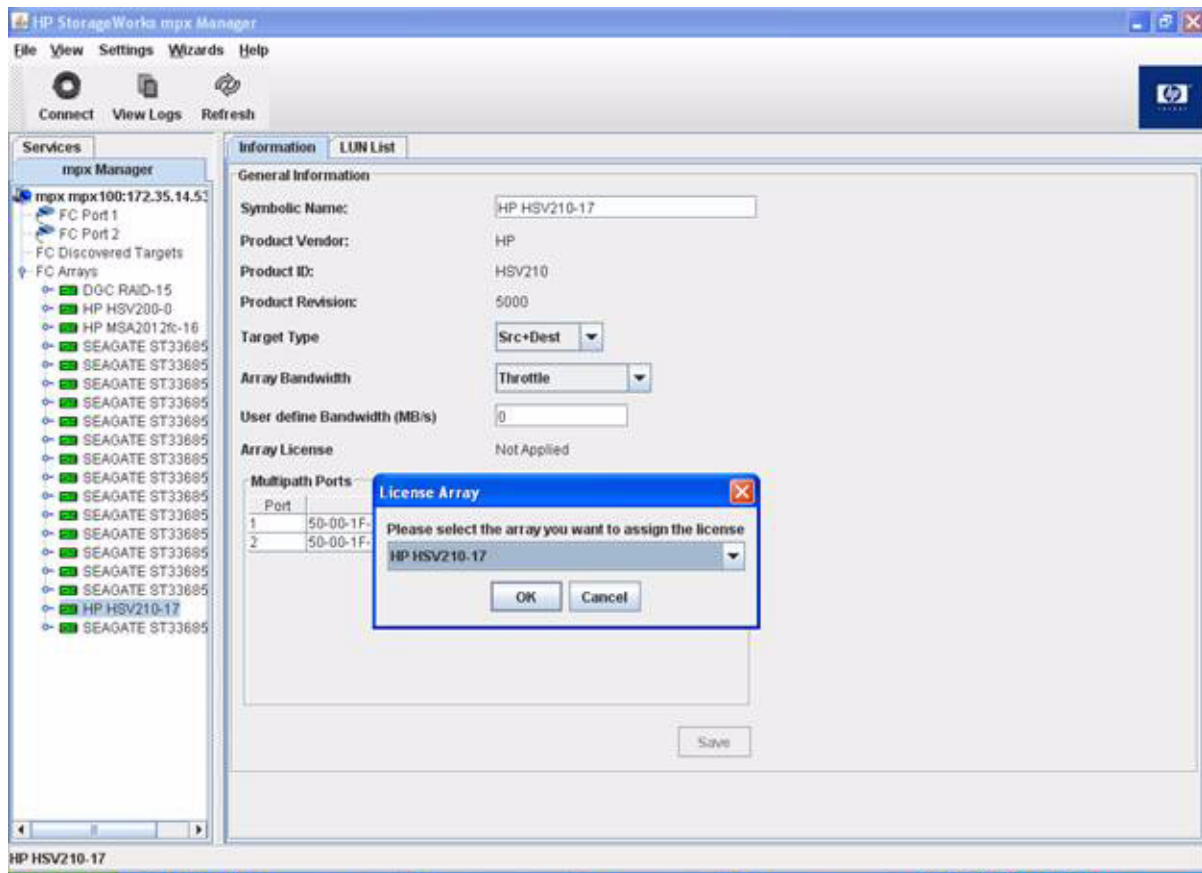 HP StorageWorks mpx Manager
File View Settings Wizards Help
Connect View Logs Refresh
hp
Services
mpx Manager
mpx mpx100:172.35.14.53
FC Port 1
FC Port 2
FC Discovered Targets
FC Arrays
DGC RAID-15
HP HSV200-0
HP MSA2012fc-16
SEAGATE ST33685
SEAGATE ST33685
SEAGATE ST33685
SEAGATE ST33685
SEAGATE ST33685
SEAGATE ST33685
SEAGATE ST33685
SEAGATE ST33685
SEAGATE ST33685
SEAGATE ST33685
SEAGATE ST33685
SEAGATE ST33685
SEAGATE ST33685
SEAGATE ST33685
HP HSV210-17
SEAGATE ST33685
Information LUN List
General Information
Symbolic Name: HP HSV210-17
Product Vendor: HP
Product ID: HSV210
Product Revision: 5000
Target Type Src+Dest
Array Bandwidth Throttle
User define Bandwidth (MB/s) 0
Array License Not Applied
Multipath Ports
Port
1 50-00-1F-
2 50-00-1F-
License Array
Please select the array you want to assign the license
HP HSV210-17
OK Cancel
Save
HP HSV210-17